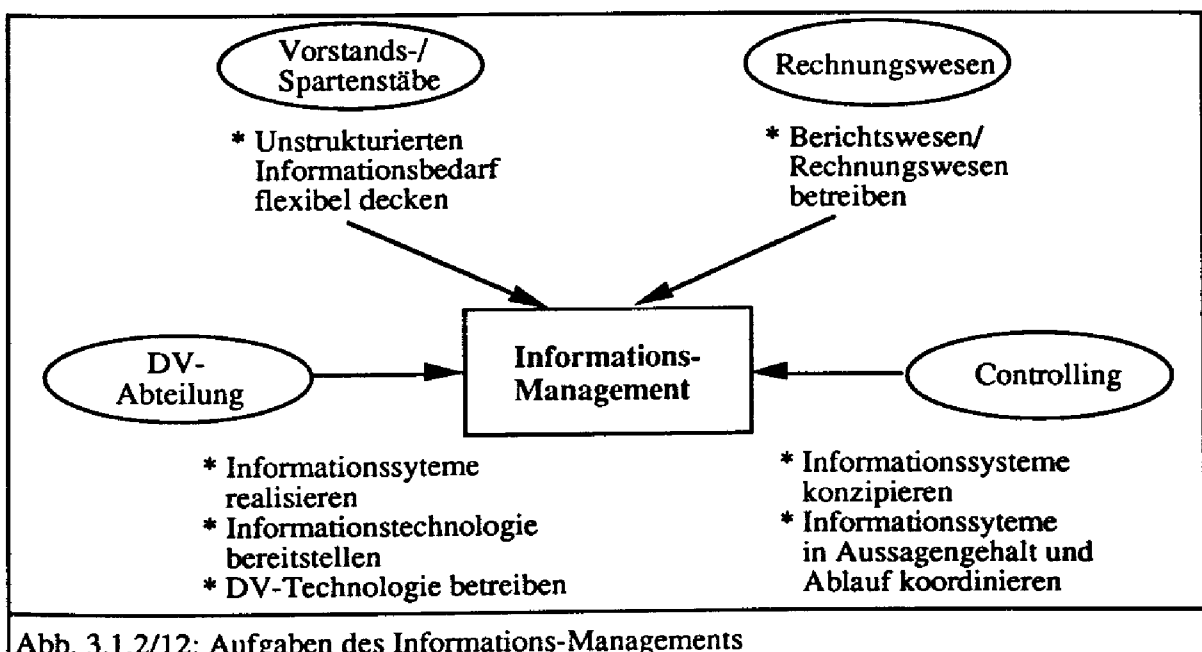 Vorstands-/
Spartenstäbe
Rechnungswesen
* Unstrukturierten
Informationsbedarf
flexibel decken
* Berichtswesen/
Rechnungswesen
betreiben
DV-
Abteilung
Informations-
Management
Controlling
* Informationssyteme
realisieren
* Informationstechnologie
bereitstellen
* DV-Technologie betreiben
* Informationssysteme
konzipieren
* Informationssyteme
in Aussagengehalt und
Ablauf koordinieren
Abb. 3.1.2/12: Aufgaben des Informations-Managements